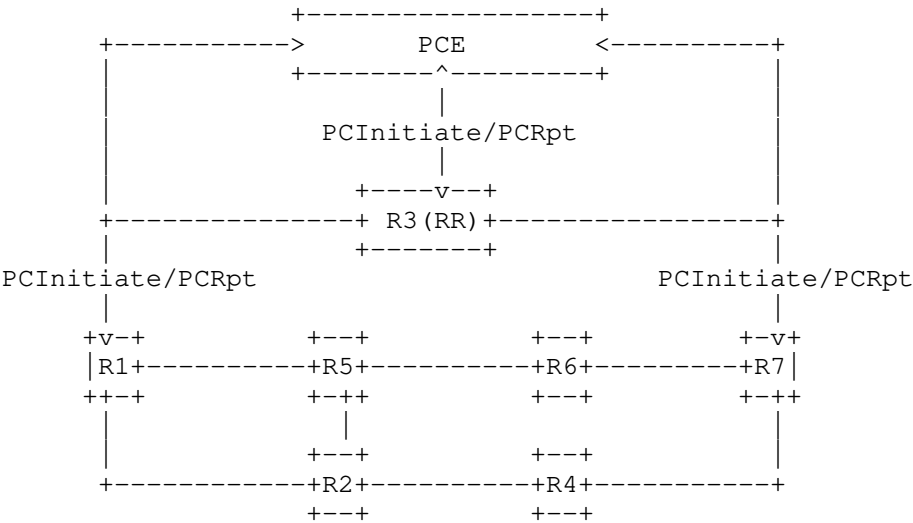 PCE
PCInitiate/PCRpt
R3(RR)
PCInitiate/PCRpt PCInitiate/PCRpt
R1 R5 R6 R7
R2 R4